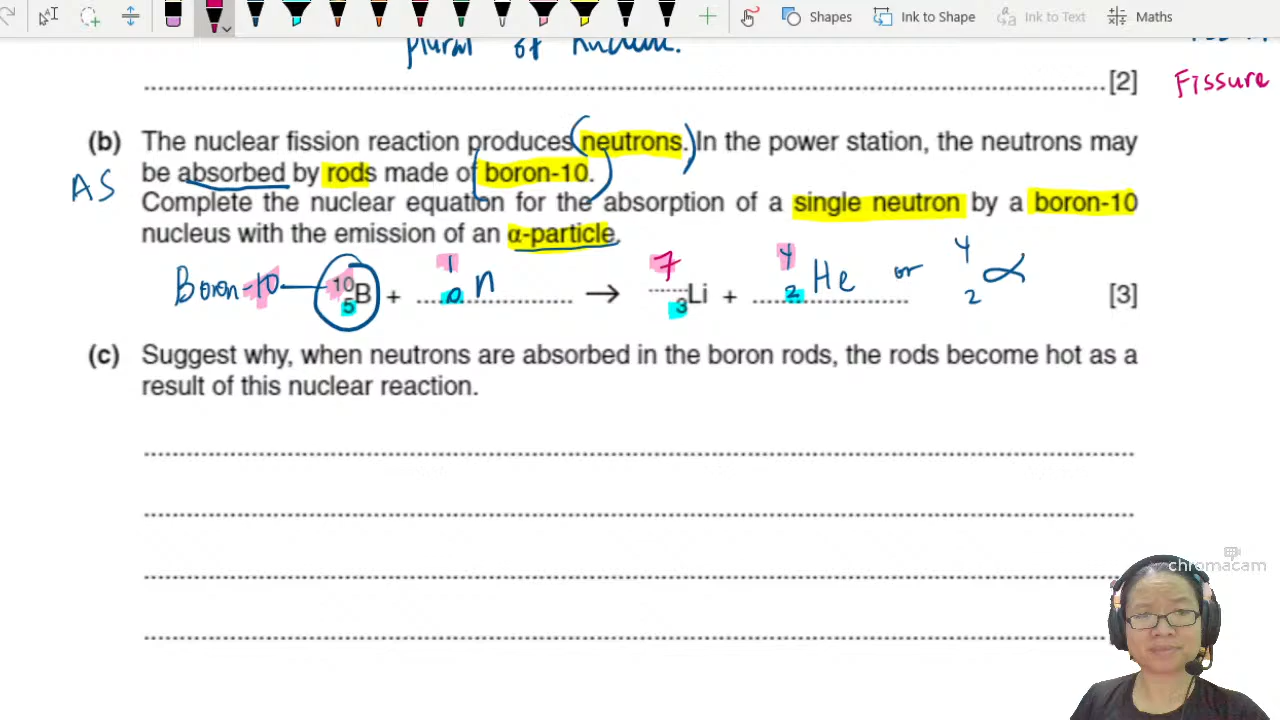 Shapes Ink to Shape Ink to Text Maths
plural of
[2] Fissure
(b) The nuclear fission reaction produces neutrons. In the power station, the neutrons may
be absorbed by rods made of boron-10.
AS
Complete the nuclear equation for the absorption of a single neutron by a boron-10
nucleus with the emission of an α-particle.
Boron-10 10 5 B + 1 0 n → 7 3 Li + 4 2 He or 4 2 α [3]
(c) Suggest why, when neutrons are absorbed in the boron rods, the rods become hot as a
result of this nuclear reaction.
chromacam